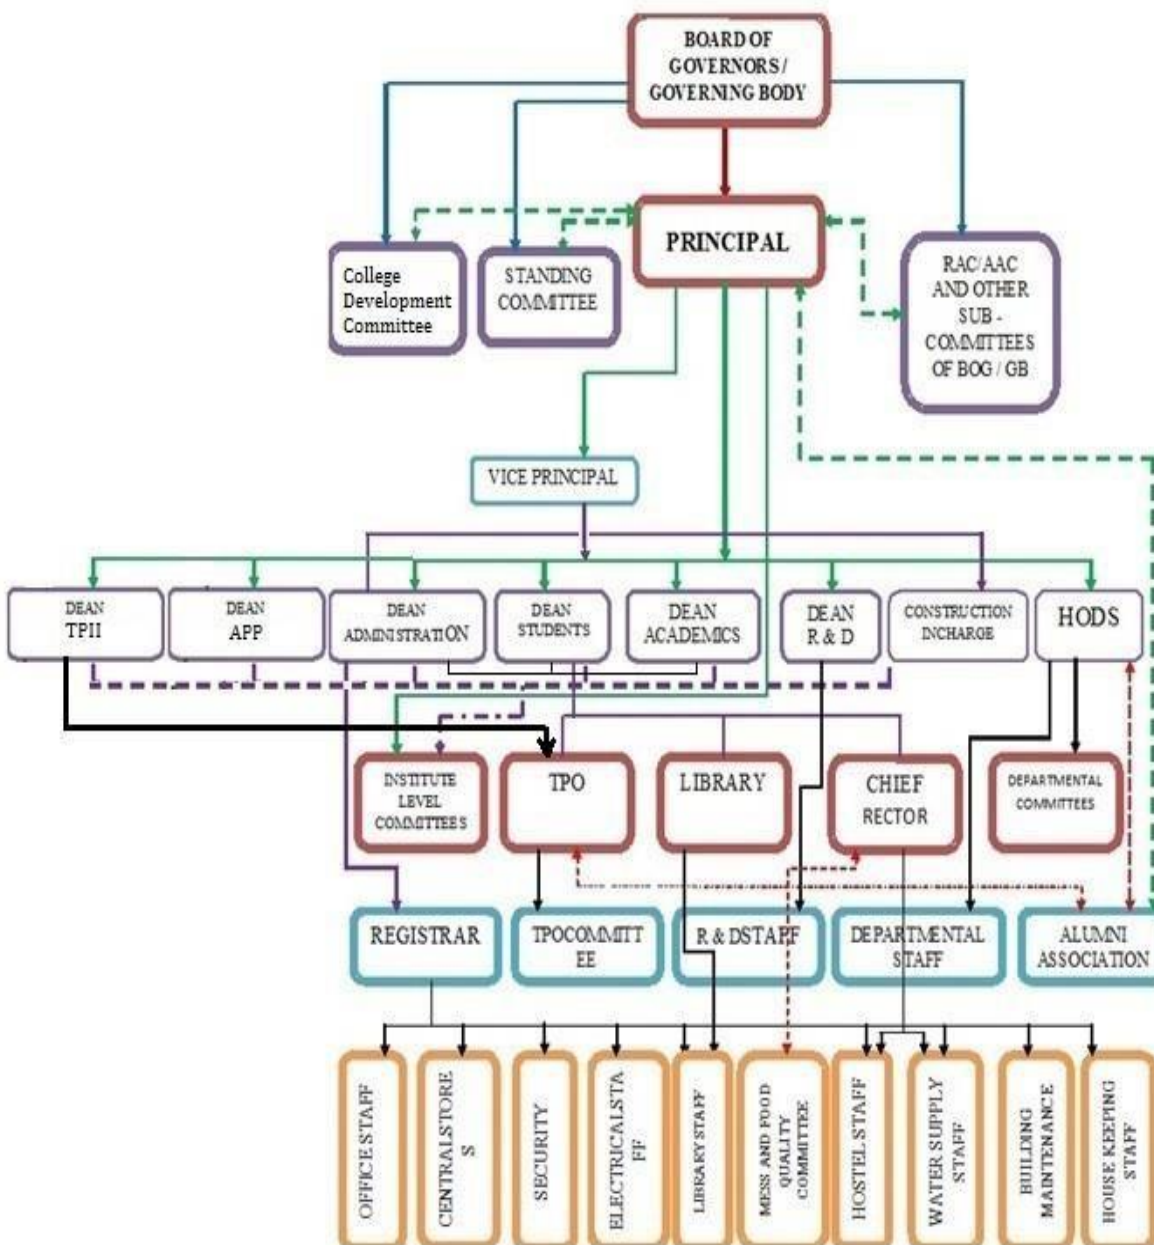 BOARD OF
GOVERNORS /
GOVERNING BODY
PRINCIPAL
College
Development
Committee
STANDING
COMMITTEE
RAC/AAC
AND OTHER
SUB -
COMMITTEES
OF BOG / GB
VICE PRINCIPAL
DEAN
TPII
DEAN
APP
DEAN
ADMINISTRATION
DEAN
STUDENTS
DEAN
ACADEMICS
DEAN
R & D
CONSTRUCTION
INCHARGE
HODS
INSTITUTE
LEVEL
COMMITTEES
TPO
LIBRARY
CHIEF
RECTOR
DEPARTMENTAL
COMMITTEES
REGISTRAR
TPOCOMMITT
EE
R & DSTAFF
DEPARTMENTAL
STAFF
ALUMNI
ASSOCIATION
OFFICE STAFF
CENTRALSTORE
S
SECURITY
ELECTRICALSTA
FF
LIBRARY STAFF
MESS AND FOOD
QUALITY
COMMITTEE
HOSTEL STAFF
WATER SUPPLY
STAFF
BUILDING
MAINTENANCE
HOUSE KEEPING
STAFF